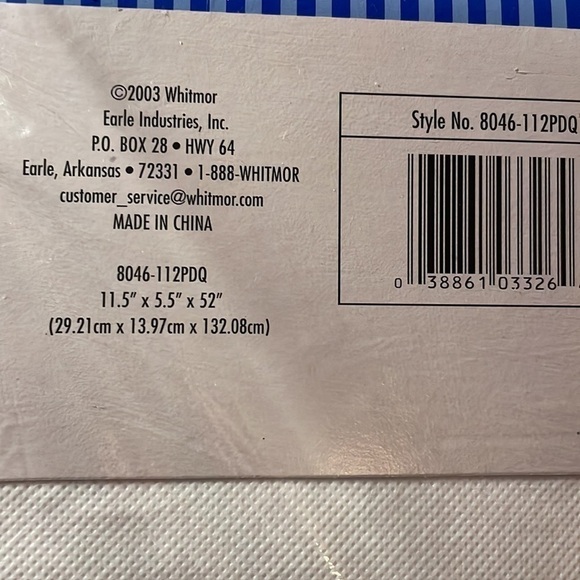 ©2003 Whitmor
Earle Industries, Inc.
P.O. BOX 28 • HWY 64
Earle, Arkansas • 72331 • 1-888-WHITMOR
customer_service@whitmor.com
MADE IN CHINA
8046-112PDQ
11.5" x 5.5" x 52"
(29.21cm x 13.97cm x 132.08cm)
Style No. 8046-112PDQ
0 38861 03326